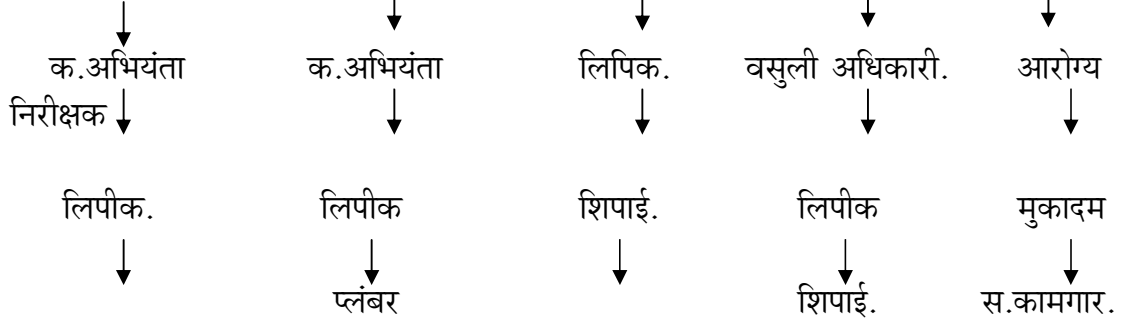 क.अभियंता क.अभियंता लिपिक. वसुली अधिकारी. आरोग्य
निरीक्षक
लिपीक. लिपीक शिपाई. लिपीक मुकादम
प्लंबर शिपाई. स.कामगार.